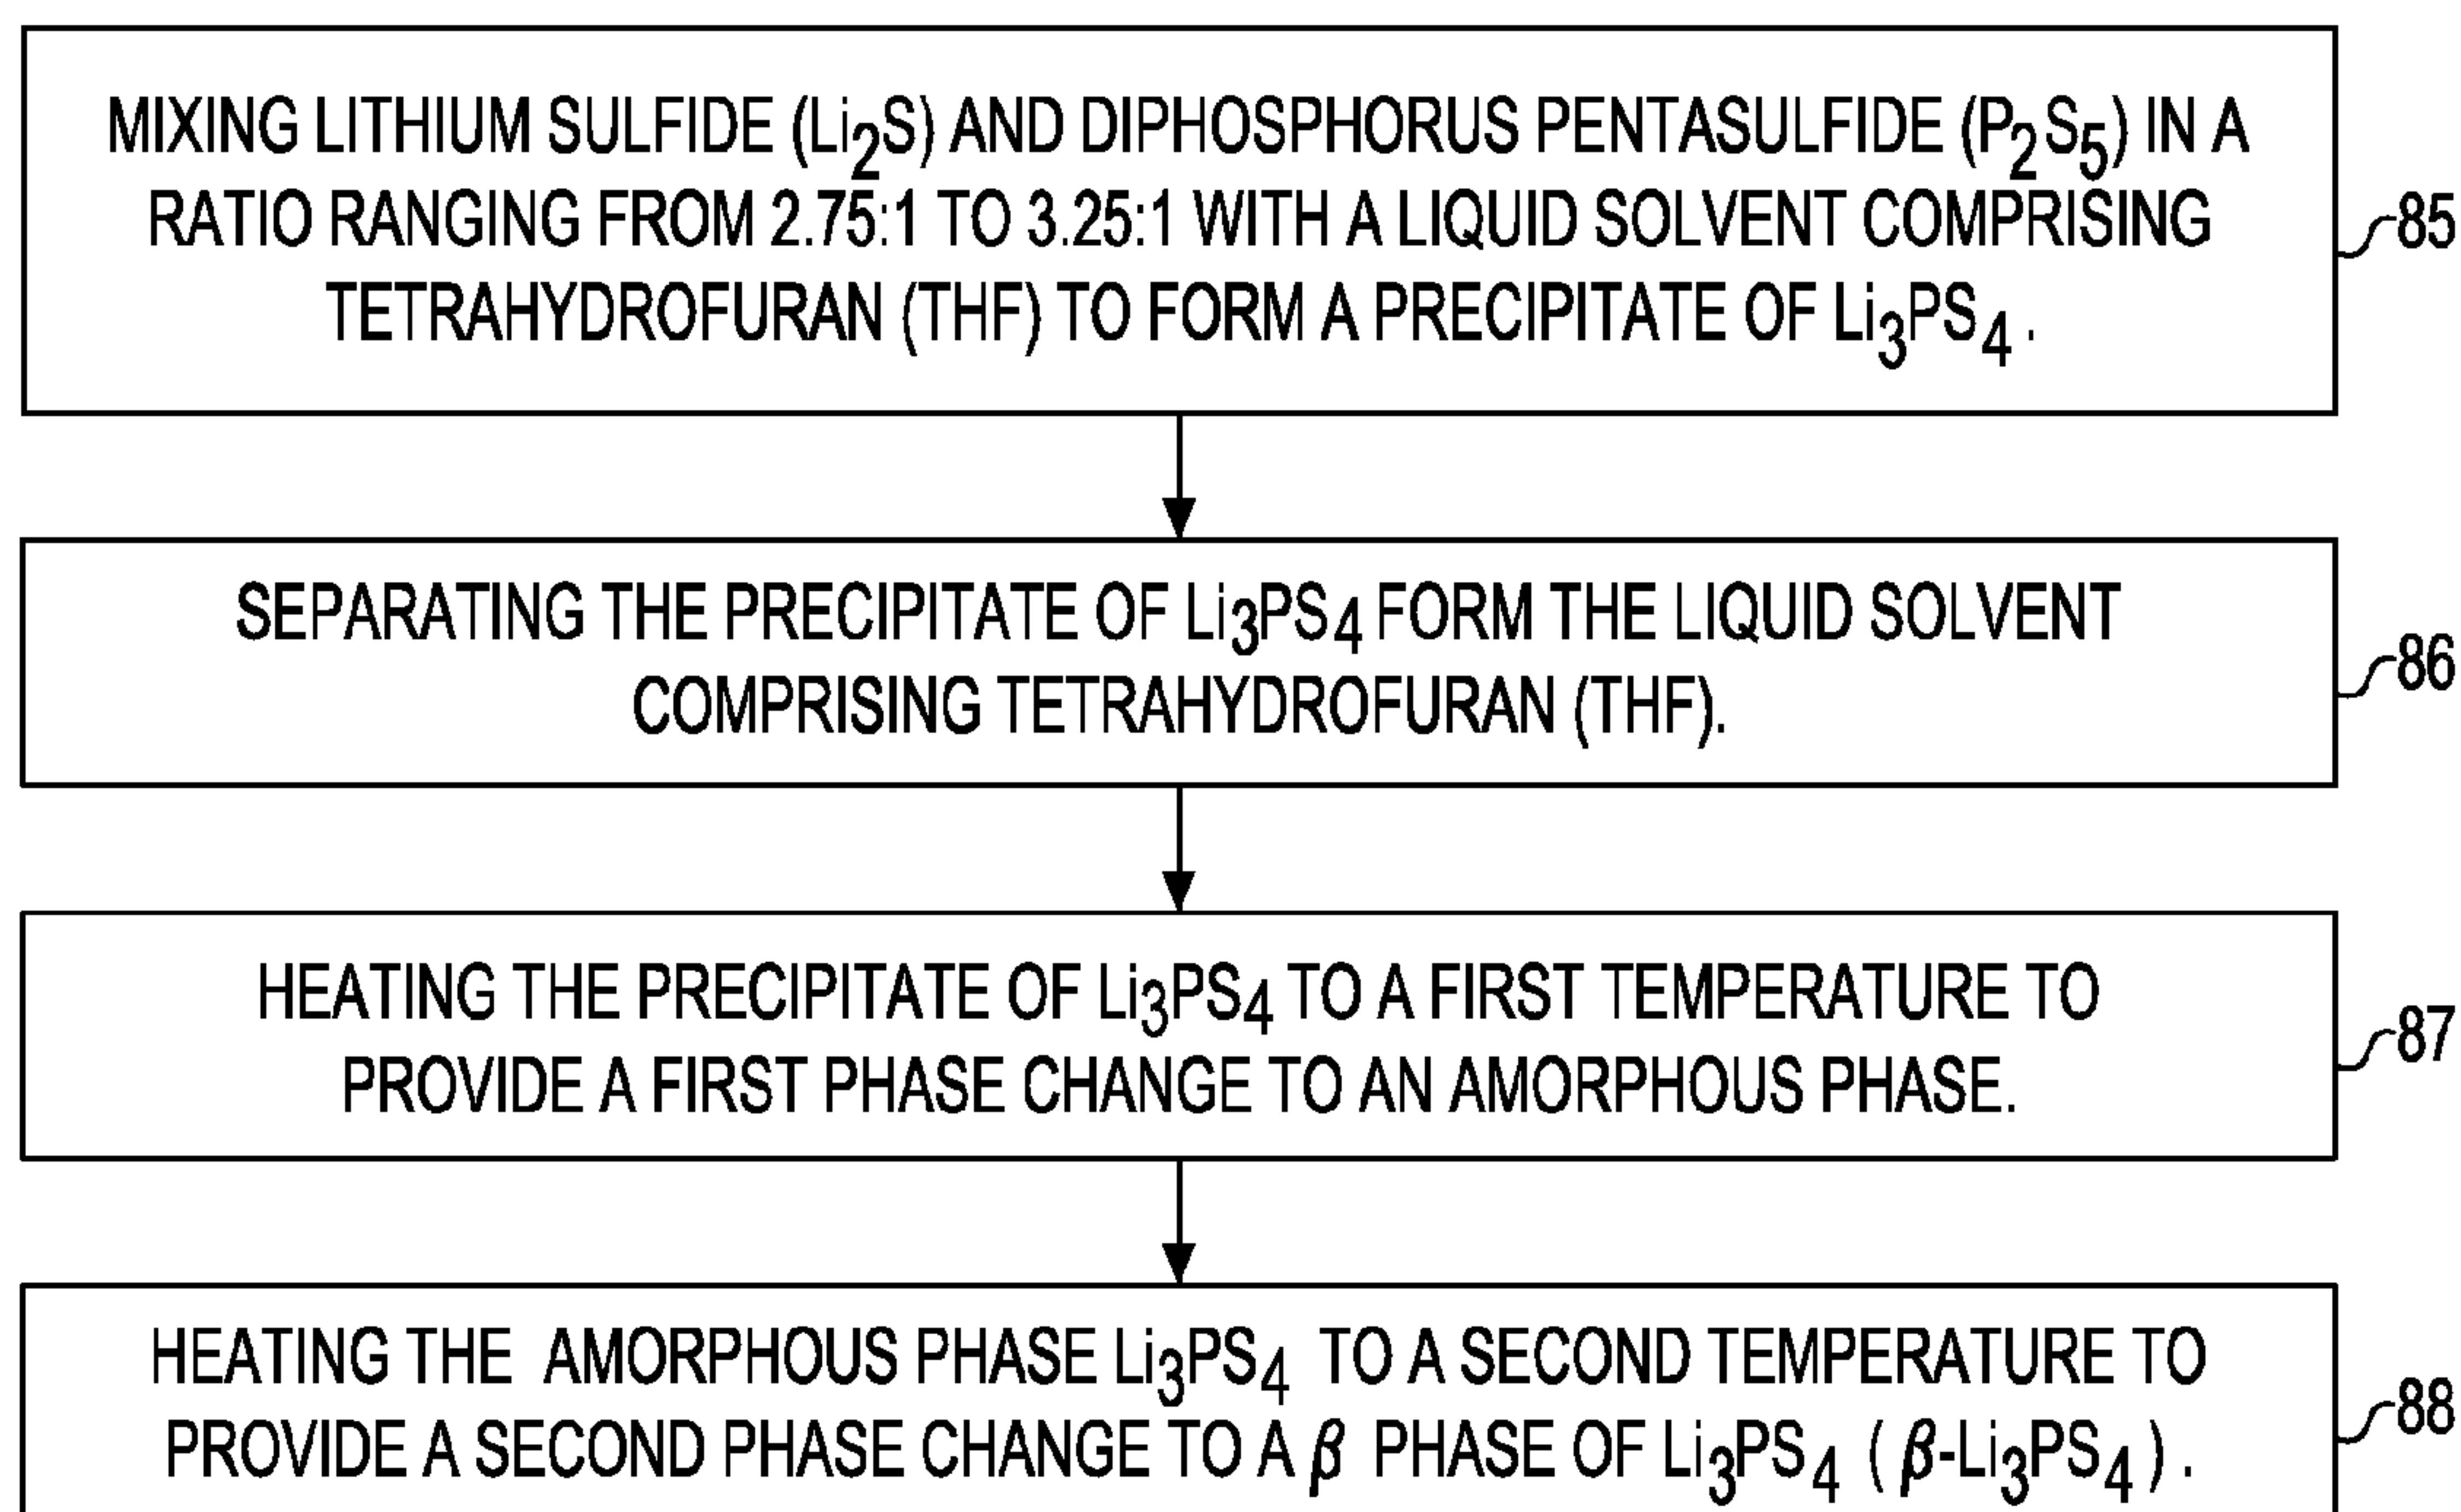 MIXING LITHIUM SULFIDE (Li2S) AND DIPHOSPHORUS PENTASULFIDE (P2S5) IN A
RATIO RANGING FROM 2.75:1 TO 3.25:1 WITH A LIQUID SOLVENT COMPRISING
TETRAHYDROFURAN (THF) TO FORM A PRECIPITATE OF Li3PS4 .
85
SEPARATING THE PRECIPITATE OF Li3PS4 FORM THE LIQUID SOLVENT
COMPRISING TETRAHYDROFURAN (THF).
86
HEATING THE PRECIPITATE OF Li3PS4 TO A FIRST TEMPERATURE TO
PROVIDE A FIRST PHASE CHANGE TO AN AMORPHOUS PHASE.
87
HEATING THE AMORPHOUS PHASE Li3PS4 TO A SECOND TEMPERATURE TO
PROVIDE A SECOND PHASE CHANGE TO A β PHASE OF Li3PS4 ( β-Li3PS4 ) .
88